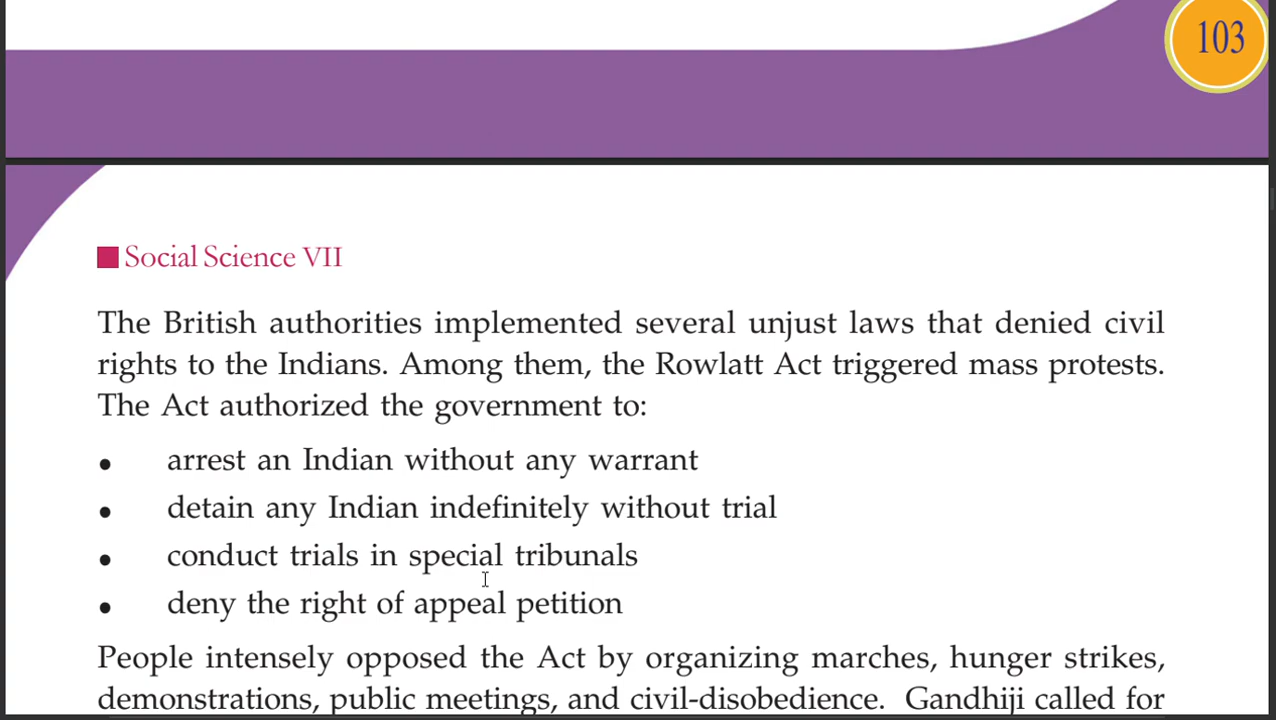 103
Social Science VII
The British authorities implemented several unjust laws that denied civil
rights to the Indians. Among them, the Rowlatt Act triggered mass protests.
The Act authorized the government to:
• arrest an Indian without any warrant
• detain any Indian indefinitely without trial
• conduct trials in special tribunals
• deny the right of appeal petition
People intensely opposed the Act by organizing marches, hunger strikes,
demonstrations, public meetings, and civil-disobedience. Gandhiji called for